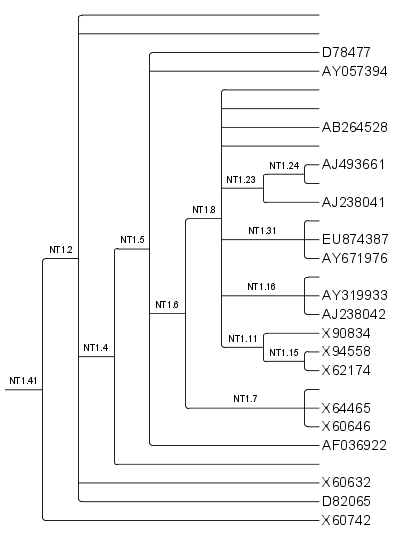 D78477
AY057394
AB264528
NT1.24
AJ493661
NT1.23
AJ238041
NT1.8
NT1.31
EU874387
NT1.5
NT1.2
AY671976
NT1.16
AY319933
NT1.6
AJ238042
X90834
NT1.11
NT1.4
NT1.15
X94558
X62174
NT1.41
NT1.7
X64465
X60646
AF036922
X60632
D82065
X60742